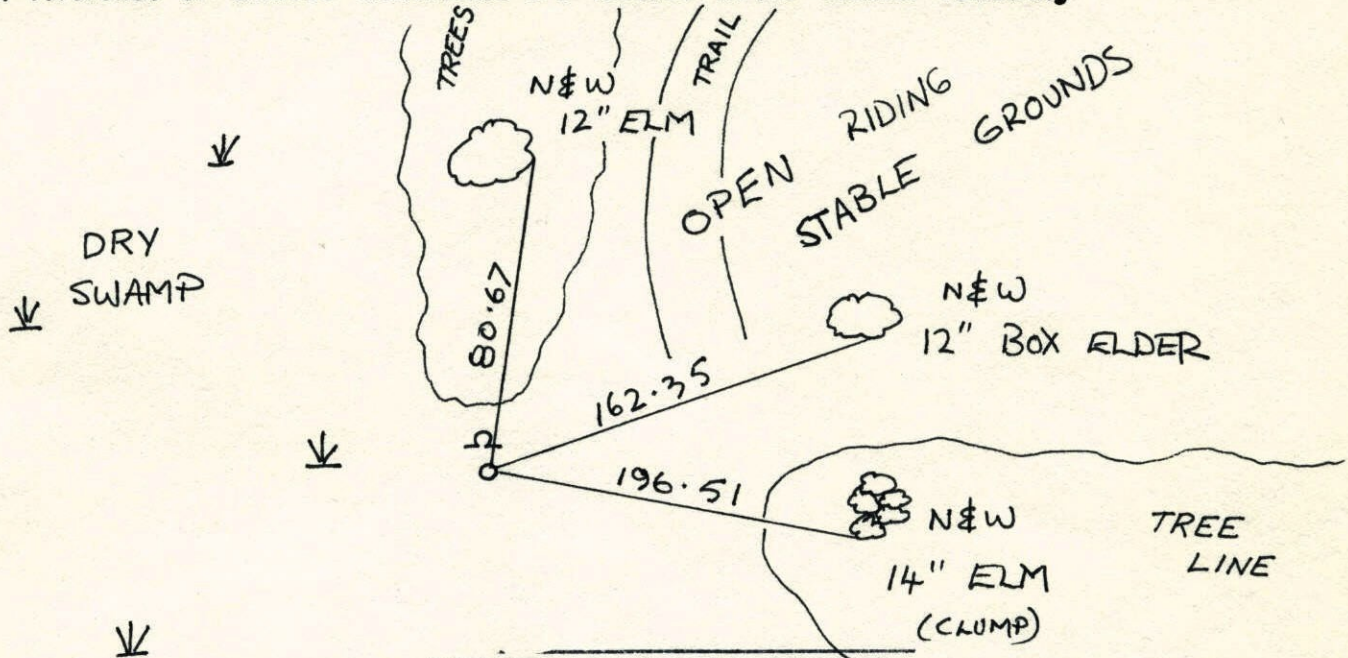 TREES
N&W
12" ELM
TRAIL
OPEN RIDING
STABLE GROUNDS
DRY
SWAMP
80.67
N&W
12" BOX ELDER
162.35
196.51
N&W
14" ELM
(CLUMP)
TREE
LINE